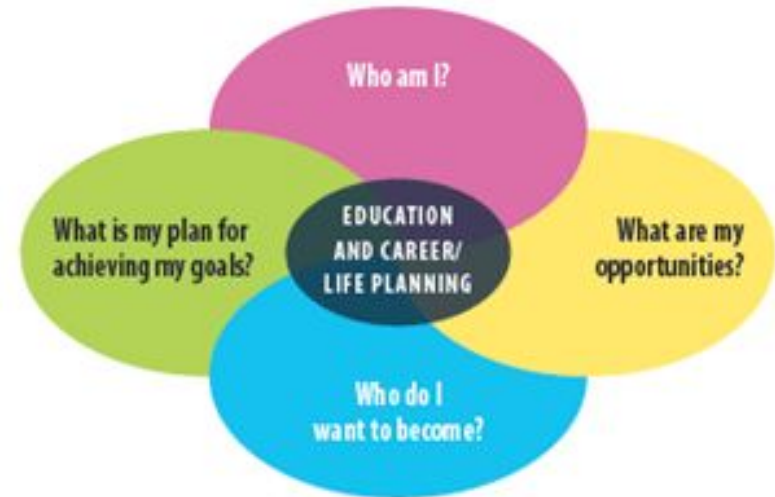 Who am I?
What is my plan for
achieving my goals?
EDUCATION
AND CAREER/
LIFE PLANNING
What are my
opportunities?
Who do I
want to become?